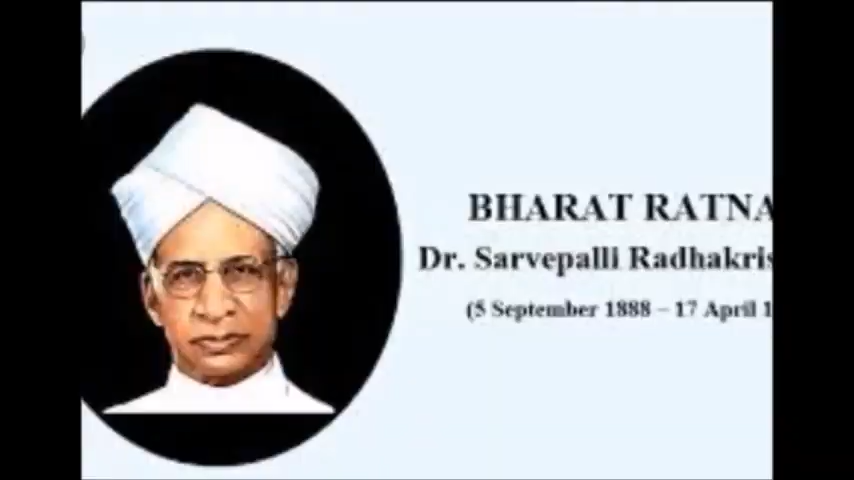 BHARAT RATNA
Dr. Sarvepalli Radhakris
(5 September 1888 – 17 April 1